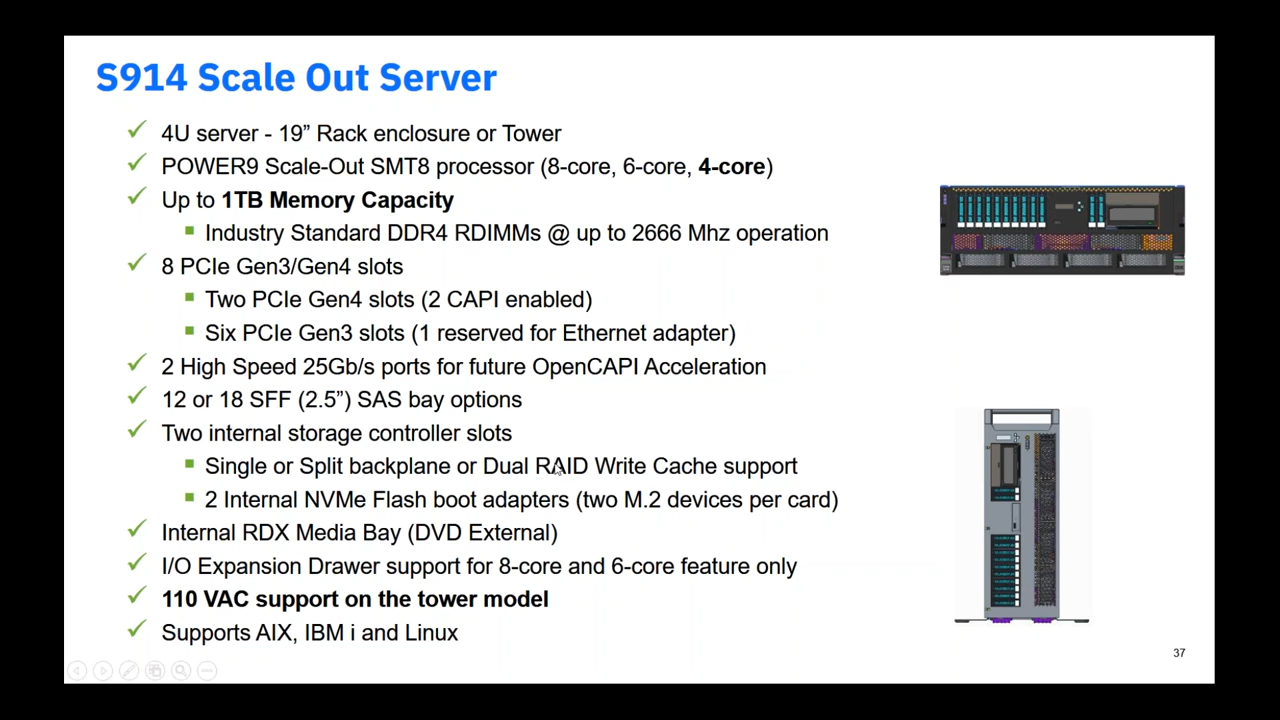 S914 Scale Out Server
4U server - 19” Rack enclosure or Tower
POWER9 Scale-Out SMT8 processor (8-core, 6-core, 4-core)
Up to 1TB Memory Capacity
Industry Standard DDR4 RDIMMs @ up to 2666 Mhz operation
8 PCIe Gen3/Gen4 slots
Two PCIe Gen4 slots (2 CAPI enabled)
Six PCIe Gen3 slots (1 reserved for Ethernet adapter)
2 High Speed 25Gb/s ports for future OpenCAPI Acceleration
12 or 18 SFF (2.5”) SAS bay options
Two internal storage controller slots
Single or Split backplane or Dual RAID Write Cache support
2 Internal NVMe Flash boot adapters (two M.2 devices per card)
Internal RDX Media Bay (DVD External)
I/O Expansion Drawer support for 8-core and 6-core feature only
110 VAC support on the tower model
Supports AIX, IBM i and Linux
37